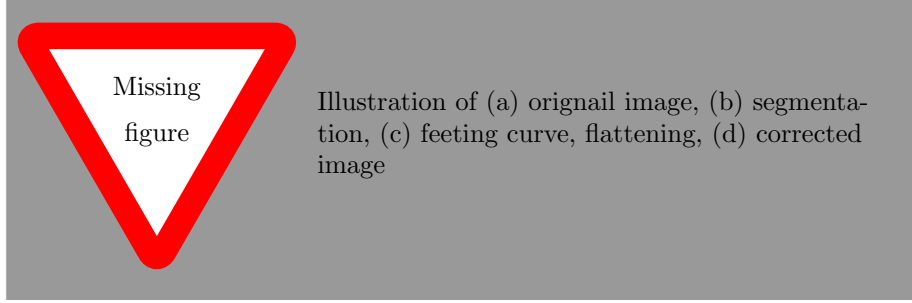 Missing
figure
Illustration of (a) orignail image, (b) segmenta-
tion, (c) feeting curve, flattening, (d) corrected
image